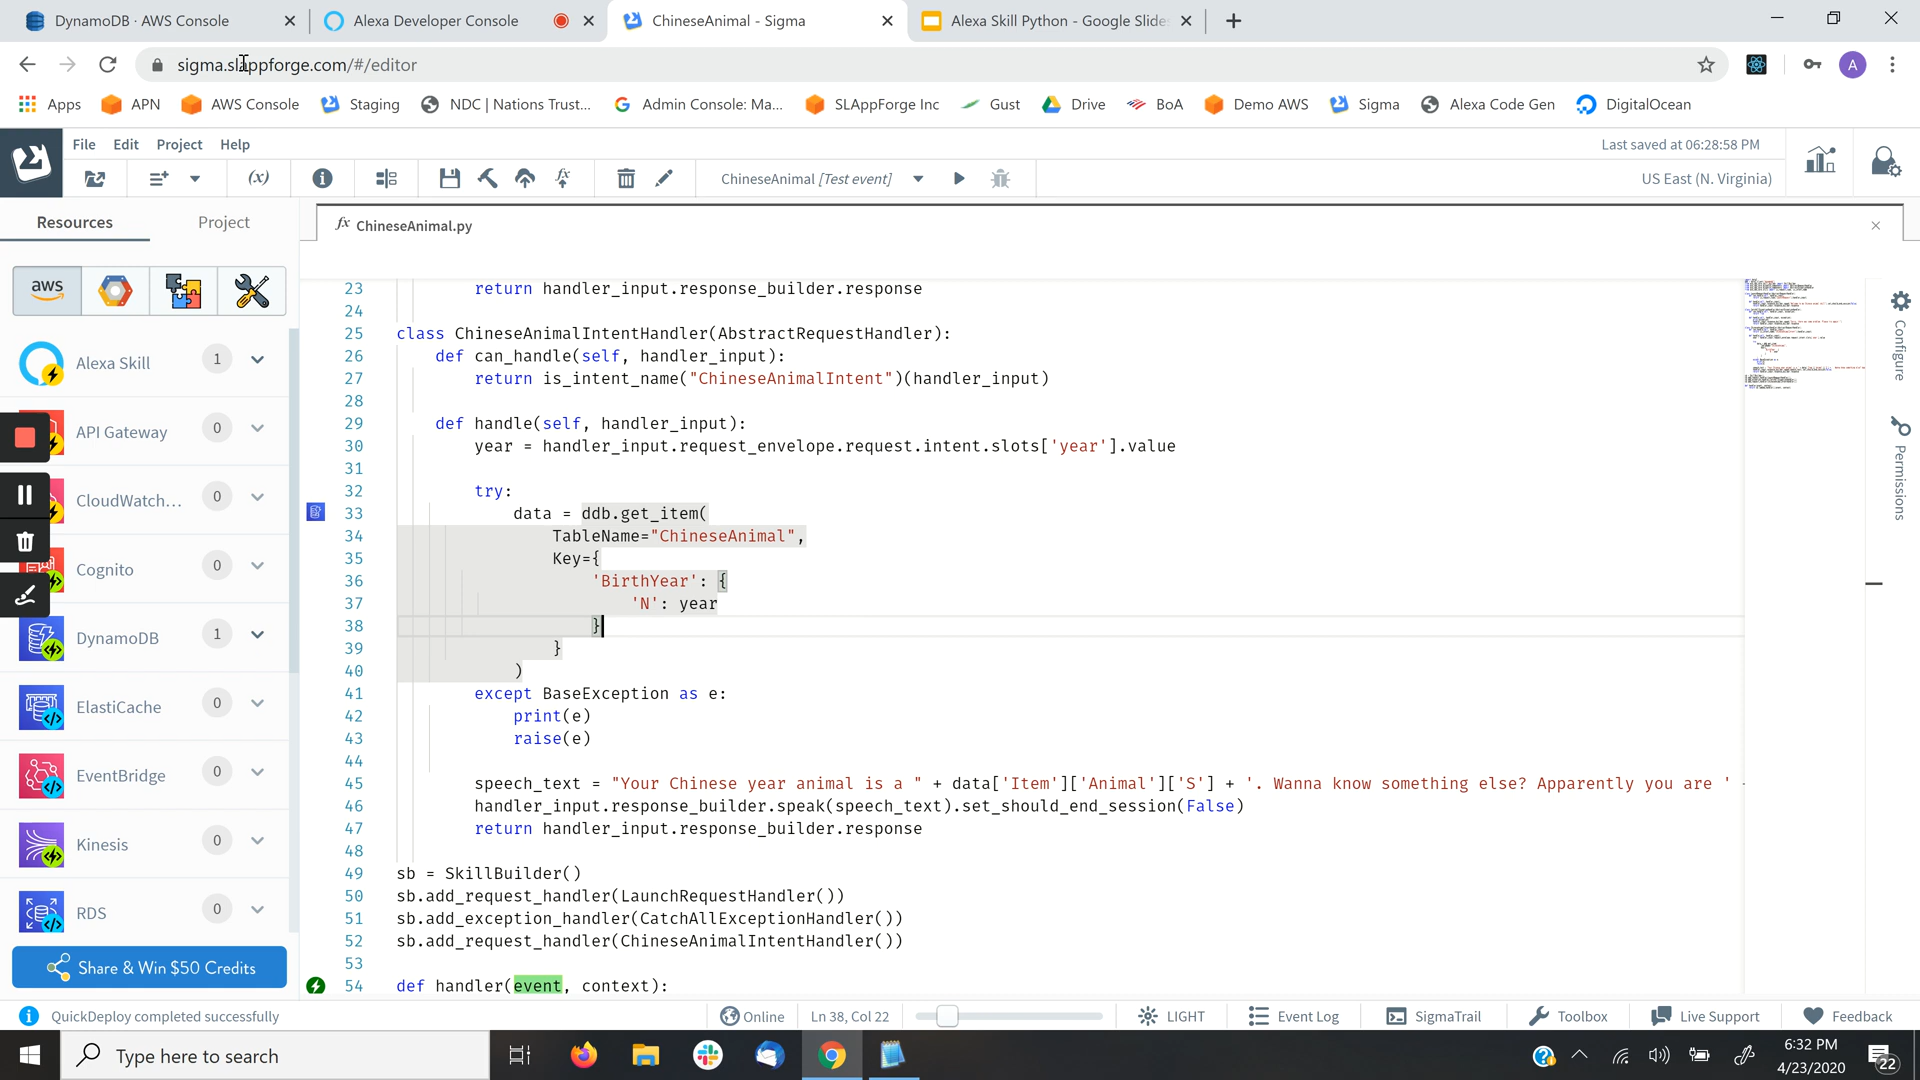 DynamoDB · AWS Console
Alexa Developer Console
ChineseAnimal - Sigma
Alexa Skill Python - Google Slide
sigma.slappforge.com/#/editor
A
Apps
APN
AWS Console
Staging
NDC | Nations Trust...
Admin Console: Ma...
SLAppForge Inc
Gust
Drive
BoA
Demo AWS
Sigma
Alexa Code Gen
DigitalOcean
File
Edit
Project
Help
Last saved at 06:28:58 PM
(x)
ChineseAnimal [Test event]
US East (N. Virginia)
Resources
Project
fx ChineseAnimal.py
aws
Alexa Skill 1
API Gateway 0
CloudWatch... 0
Cognito 0
DynamoDB 1
ElastiCache 0
EventBridge 0
Kinesis 0
RDS 0
Share & Win $50 Credits
23 return handler_input.response_builder.response
24
25 class ChineseAnimalIntentHandler(AbstractRequestHandler):
26 def can_handle(self, handler_input):
27 return is_intent_name("ChineseAnimalIntent")(handler_input)
28
29 def handle(self, handler_input):
30 year = handler_input.request_envelope.request.intent.slots['year'].value
31
32 try:
33 data = ddb.get_item(
34 TableName="ChineseAnimal",
35 Key={
36 'BirthYear': {
37 'N': year
38 }
39 }
40 )
41 except BaseException as e:
42 print(e)
43 raise(e)
44
45 speech_text = "Your Chinese year animal is a " + data['Item']['Animal']['S'] + '. Wanna know something else? Apparently you are '
46 handler_input.response_builder.speak(speech_text).set_should_end_session(False)
47 return handler_input.response_builder.response
48
49 sb = SkillBuilder()
50 sb.add_request_handler(LaunchRequestHandler())
51 sb.add_exception_handler(CatchAllExceptionHandler())
52 sb.add_request_handler(ChineseAnimalIntentHandler())
53
54 def handler(event, context):
Configure
Permissions
QuickDeploy completed successfully
Online
Ln 38, Col 22
LIGHT
Event Log
SigmaTrail
Toolbox
Live Support
Feedback
Type here to search
6:32 PM
4/23/2020
22